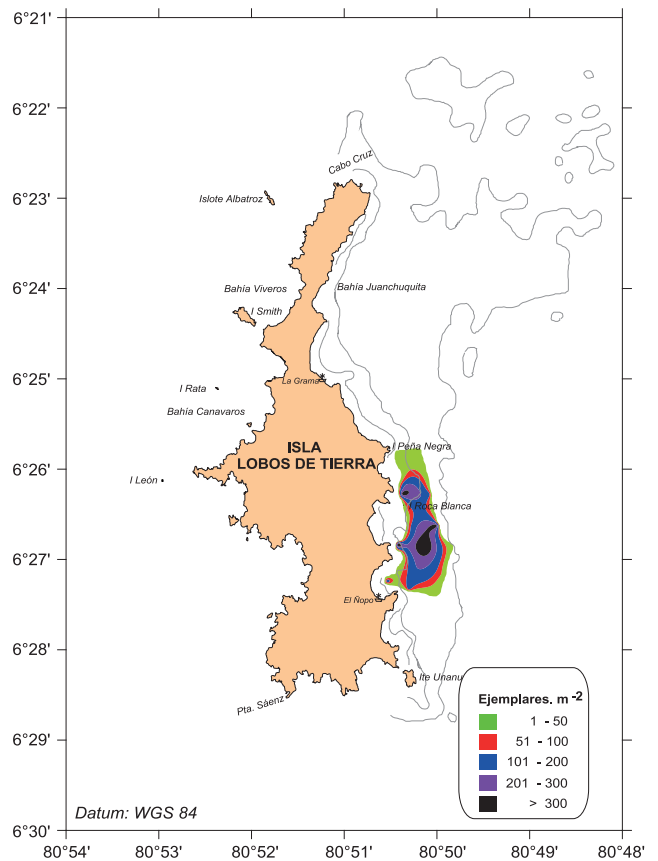 6°21'
6°22'
Cabo Cruz
6°23'
Islote Albatroz
6°24'
Bahía Viveros
Bahía Juanchuquita
I Smith
6°25'
La Grama
I Rata
Bahía Canavaros
I Peña Negra
ISLA
LOBOS DE TIERRA
6°26'
I León
I Roca Blanca
6°27'
El Ñopo
6°28'
Ite Unanu
Pta. Sáenz
6°29'
Ejemplares. m-2
1 - 50
51 - 100
101 - 200
201 - 300
> 300
Datum: WGS 84
6°30'
80°54' 80°53' 80°52' 80°51' 80°50' 80°49' 80°48'